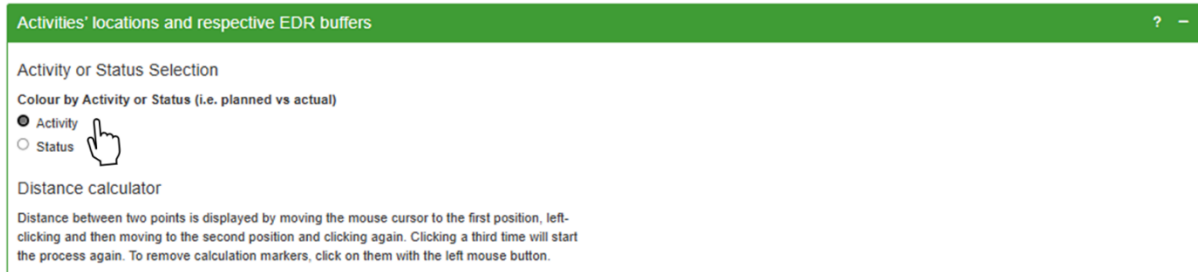 Activities' locations and respective EDR buffers ? −
Activity or Status Selection
Colour by Activity or Status (i.e. planned vs actual)
Activity
Status
Distance calculator
Distance between two points is displayed by moving the mouse cursor to the first position, left-
clicking and then moving to the second position and clicking again. Clicking a third time will start
the process again. To remove calculation markers, click on them with the left mouse button.